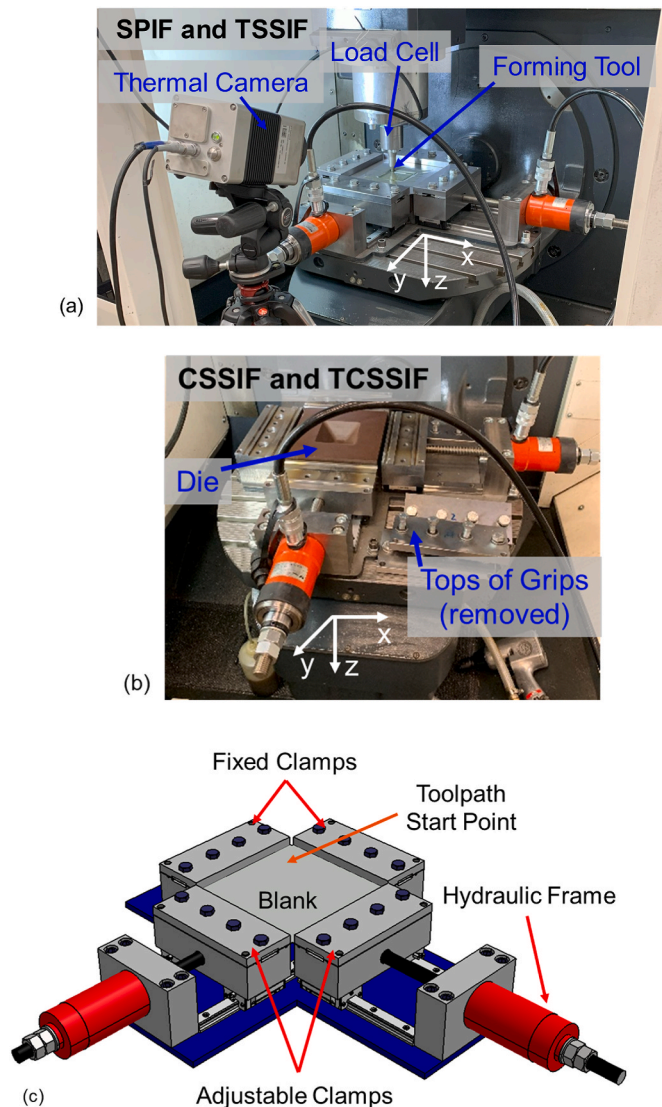 SPIF and TSSIF
Load Cell
Thermal Camera
Forming Tool
x
y
z
(a)
CSSIF and TCSSIF
Die
Tops of Grips
(removed)
x
y
z
(b)
Fixed Clamps
Toolpath
Start Point
Blank
Hydraulic Frame
Adjustable Clamps
(c)